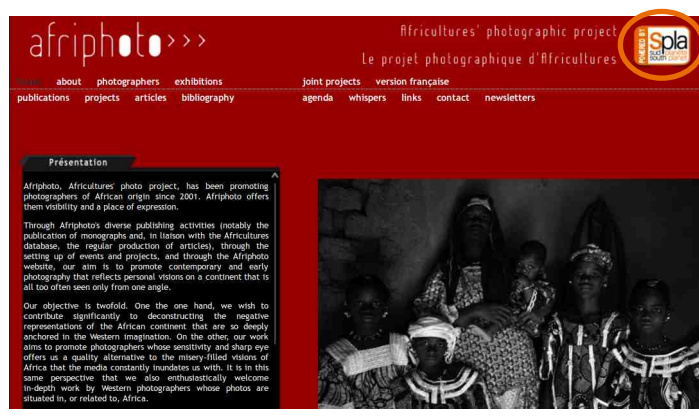 afriphoto>>>
Africultures' photographic project
Le projet photographique d'Africultures
POWERED BY
Spla
sud planète
south planet
home about photographers exhibitions
joint projects version française
publications projects articles bibliography
agenda whispers links contact newsletters
Présentation
Afriphoto, Africultures' photo project, has been promoting
photographers of African origin since 2001. Afriphoto offers
them visibility and a place of expression.
Through Afriphoto's diverse publishing activities (notably the
publication of monographs and, in liaison with the Africultures
database, the regular production of articles), through the
setting up of events and projects, and through the Afriphoto
website, our aim is to promote contemporary and early
photography that reflects personal visions on a continent that is
all too often seen only from one angle.
Our objective is twofold. One the one hand, we wish to
contribute significantly to deconstructing the negative
representations of the African continent that are so deeply
anchored in the Western imagination. On the other, our work
aims to promote photographers whose sensitivity and sharp eye
offers us a quality alternative to the misery-filled visions of
Africa that the media constantly inundates us with. It is in this
same perspective that we also enthusiastically welcome
in-depth work by Western photographers whose photos are
situated in, or related to, Africa.